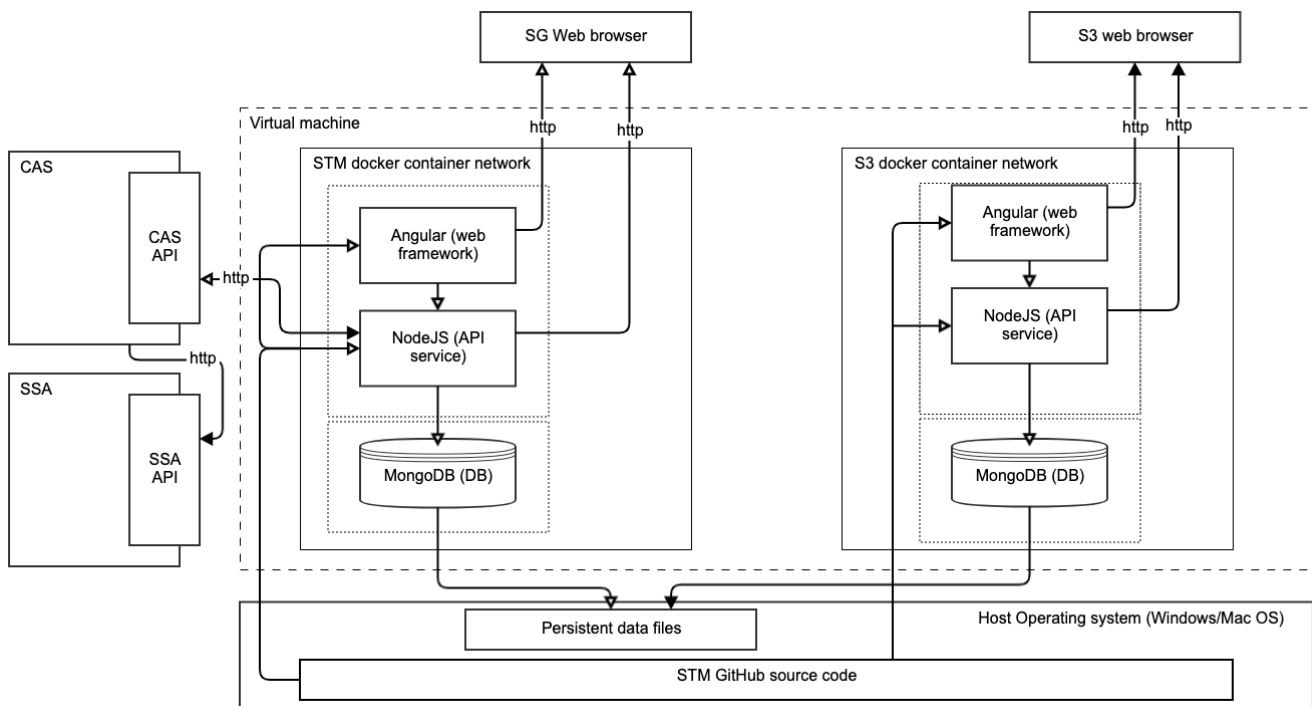 SG Web browser
S3 web browser
Virtual machine
http
http
http
http
STM docker container network
S3 docker container network
CAS
CAS
API
Angular (web
framework)
Angular (web
framework)
http
NodeJS (API
service)
NodeJS (API
service)
http
SSA
SSA
API
MongoDB (DB)
MongoDB (DB)
Host Operating system (Windows/Mac OS)
Persistent data files
STM GitHub source code